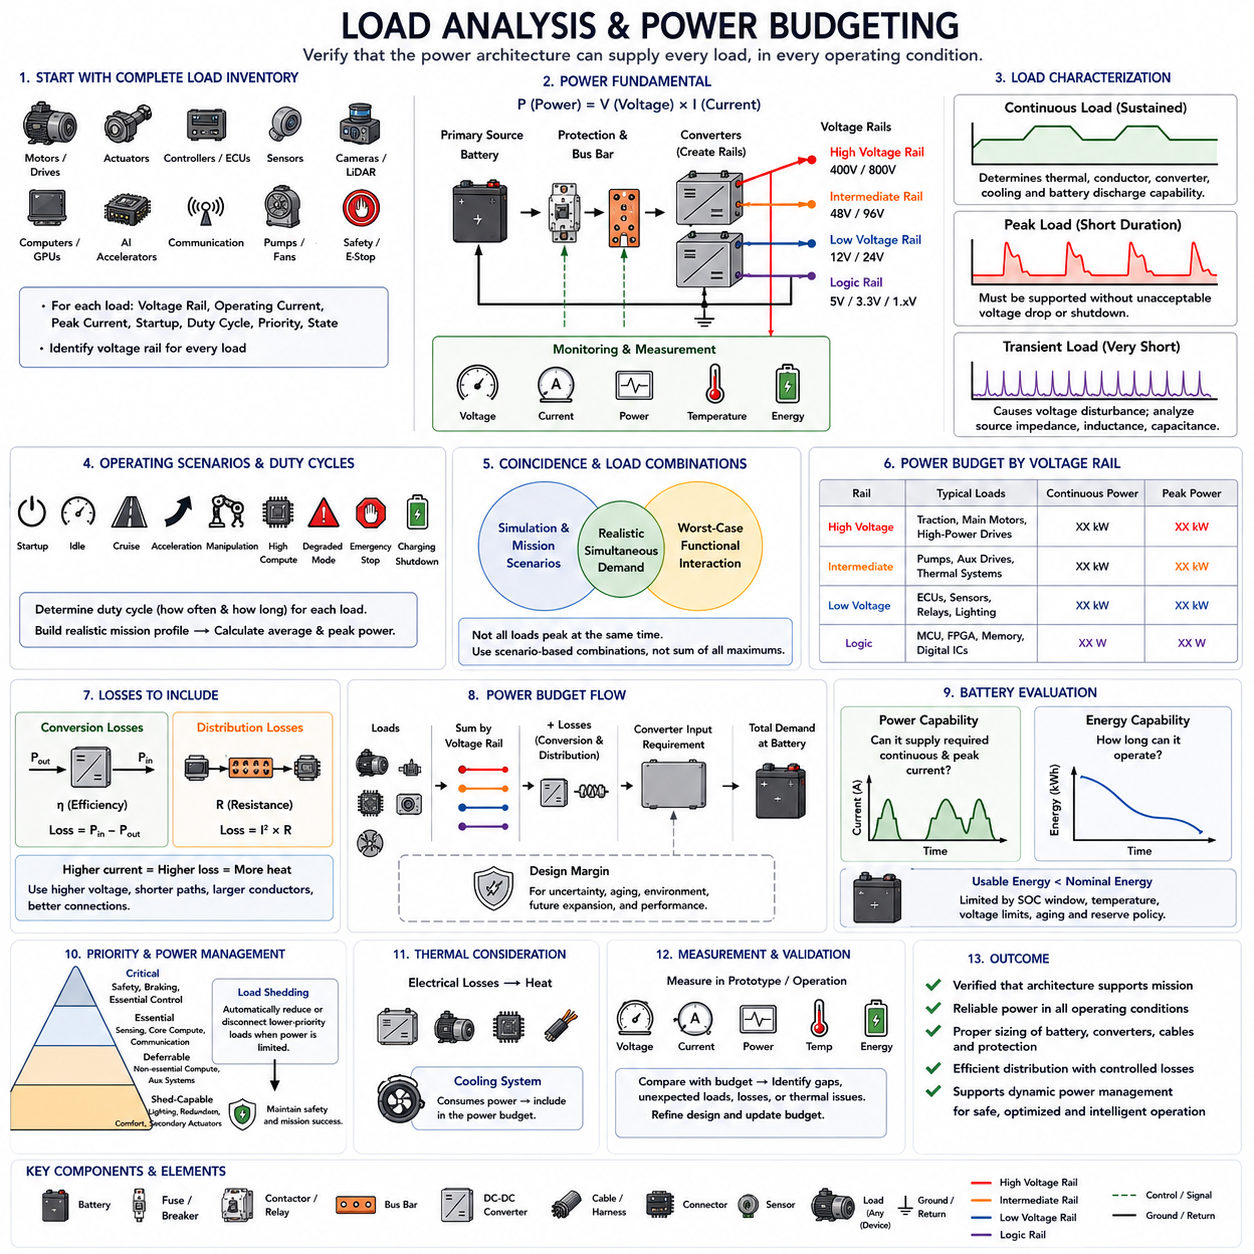 LOAD ANALYSIS & POWER BUDGETING
Verify that the power architecture can supply every load, in every operating condition.
1. START WITH COMPLETE LOAD INVENTORY
Motors /
Drives
Actuators
Controllers / ECUs
Sensors
Cameras /
LiDAR
Computers /
GPUs
AI
Accelerators
Communication
Pumps /
Fans
Safety /
E-Stop
• For each load: Voltage Rail, Operating Current,
Peak Current, Startup, Duty Cycle, Priority, State
• Identify voltage rail for every load
2. POWER FUNDAMENTAL
P (Power) = V (Voltage) × I (Current)
Primary Source
Battery
Protection &
Bus Bar
Converters
(Create Rails)
Voltage Rails
High Voltage Rail
400V / 800V
Intermediate Rail
48V / 96V
Low Voltage Rail
12V / 24V
Logic Rail
5V / 3.3V / 1.xV
Monitoring & Measurement
Voltage
A
Current
Power
Temperature
Energy
3. LOAD CHARACTERIZATION
Continuous Load (Sustained)
Determines thermal, conductor, converter,
cooling and battery discharge capability.
Peak Load (Short Duration)
Must be supported without unacceptable
voltage drop or shutdown.
Transient Load (Very Short)
Causes voltage disturbance; analyze
source impedance, inductance, capacitance.
4. OPERATING SCENARIOS & DUTY CYCLES
Startup
Idle
Cruise
Acceleration
Manipulation
High
Compute
Degraded
Mode
Emergency
Stop
Charging
Shutdown
Determine duty cycle (how often & how long) for each load.
Build realistic mission profile → Calculate average & peak power.
5. COINCIDENCE & LOAD COMBINATIONS
Simulation &
Mission
Scenarios
Realistic
Simultaneous
Demand
Worst-Case
Functional
Interaction
Not all loads peak at the same time.
Use scenario-based combinations, not sum of all maximums.
6. POWER BUDGET BY VOLTAGE RAIL
Rail
Typical Loads
Continuous Power
Peak Power
High Voltage
Traction, Main Motors,
High-Power Drives
XX kW
XX kW
Intermediate
Pumps, Aux Drives,
Thermal Systems
XX kW
XX kW
Low Voltage
ECUs, Sensors,
Relays, Lighting
XX kW
XX kW
Logic
MCU, FPGA, Memory,
Digital ICs
XX W
XX W
7. LOSSES TO INCLUDE
Conversion Losses
Pout
Pin
η (Efficiency)
Loss = Pin − Pout
Distribution Losses
R (Resistance)
Loss = I² × R
Higher current = Higher loss = More heat
Use higher voltage, shorter paths, larger conductors,
better connections.
8. POWER BUDGET FLOW
Loads
Sum by
Voltage Rail
+ Losses
(Conversion &
Distribution)
Converter Input
Requirement
Total Demand
at Battery
Design Margin
For uncertainty, aging, environment,
future expansion, and performance.
9. BATTERY EVALUATION
Power Capability
Can it supply required
continuous & peak
current?
Current (A)
Time
Energy Capability
How long can it
operate?
Energy (kWh)
Time
Usable Energy < Nominal Energy
Limited by SOC window, temperature,
voltage limits, aging and reserve policy.
10. PRIORITY & POWER MANAGEMENT
Critical
Safety, Braking,
Essential Control
Essential
Sensing, Core Compute,
Communication
Deferrable
Non-essential Compute,
Aux Systems
Shed-Capable
Lighting, Redundem,
Comfort, Secondary Actuators
Load Shedding
Automatically reduce or
disconnect lower-priority
loads when power is
limited.
Maintain safety
and mission success.
11. THERMAL CONSIDERATION
Electrical Losses → Heat
Cooling System
Consumes power → include
in the power budget.
12. MEASUREMENT & VALIDATION
Measure in Prototype / Operation
Voltage
A
Current
Power
Temp
Energy
Compare with budget → Identify gaps,
unexpected loads, losses, or thermal issues.
Refine design and update budget.
13. OUTCOME
Verified that architecture supports mission
Reliable power in all operating conditions
Proper sizing of battery, converters, cables
and protection
Efficient distribution with controlled losses
Supports dynamic power management
for safe, optimized and intelligent operation
KEY COMPONENTS & ELEMENTS
Battery
Fuse /
Breaker
Contactor /
Relay
Bus Bar
DC-DC
Converter
Cable /
Harness
Connector
Sensor
Load
(Any
(Device)
Ground /
Return
High Voltage Rail
Intermediate Rail
Low Voltage Rail
Logic Rail
Control / Signal
Ground / Return